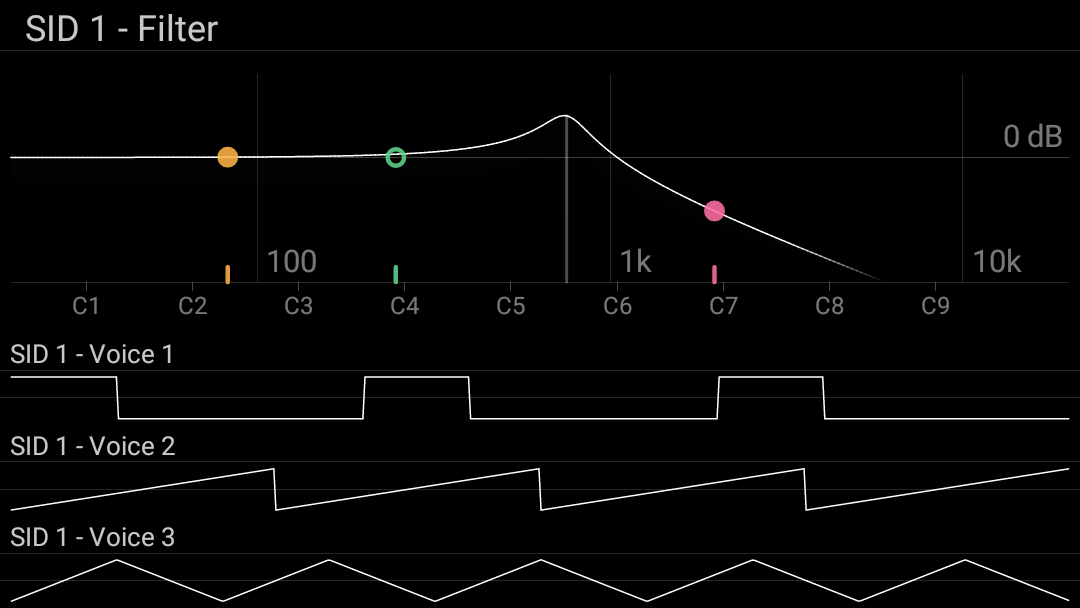 SID 1 - Filter
0 dB
100 1k 10k
C1 C2 C3 C4 C5 C6 C7 C8 C9
SID 1 - Voice 1
SID 1 - Voice 2
SID 1 - Voice 3